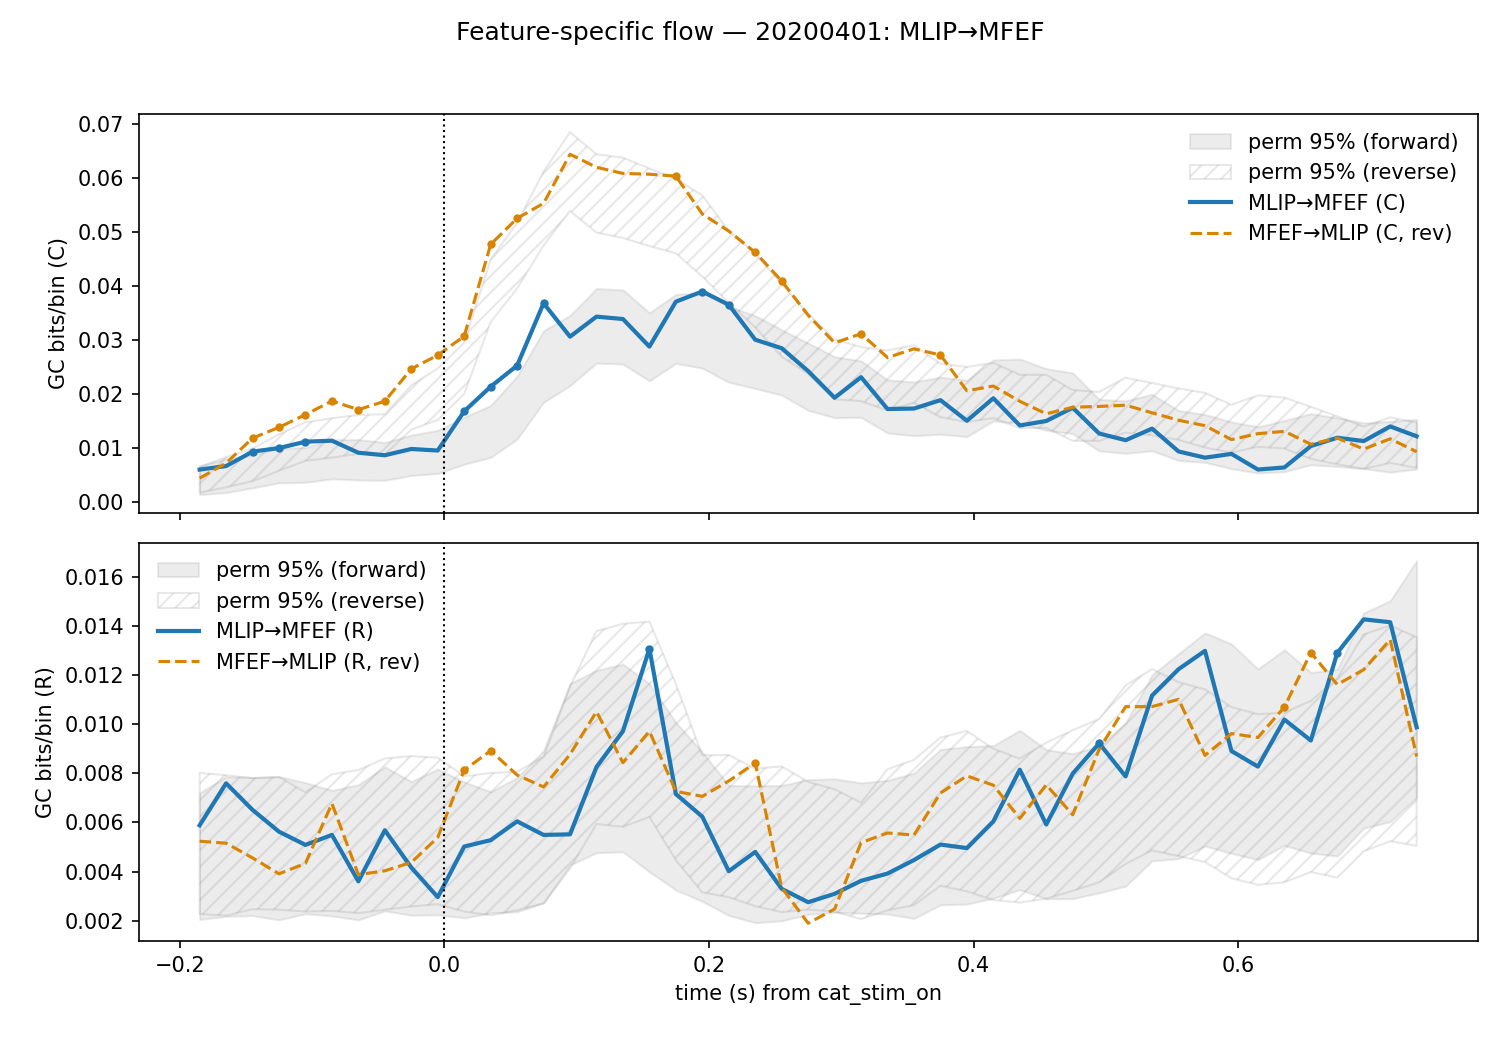 Feature-specific flow — 20200401: MLIP→MFEF
0.07
0.06
0.05
0.04
0.03
0.02
0.01
0.00
GC bits/bin (C)
perm 95% (forward)
perm 95% (reverse)
MLIP→MFEF (C)
MFEF→MLIP (C, rev)
0.016
0.014
0.012
0.010
0.008
0.006
0.004
0.002
GC bits/bin (R)
perm 95% (forward)
perm 95% (reverse)
MLIP→MFEF (R)
MFEF→MLIP (R, rev)
−0.2 0.0 0.2 0.4 0.6
time (s) from cat_stim_on